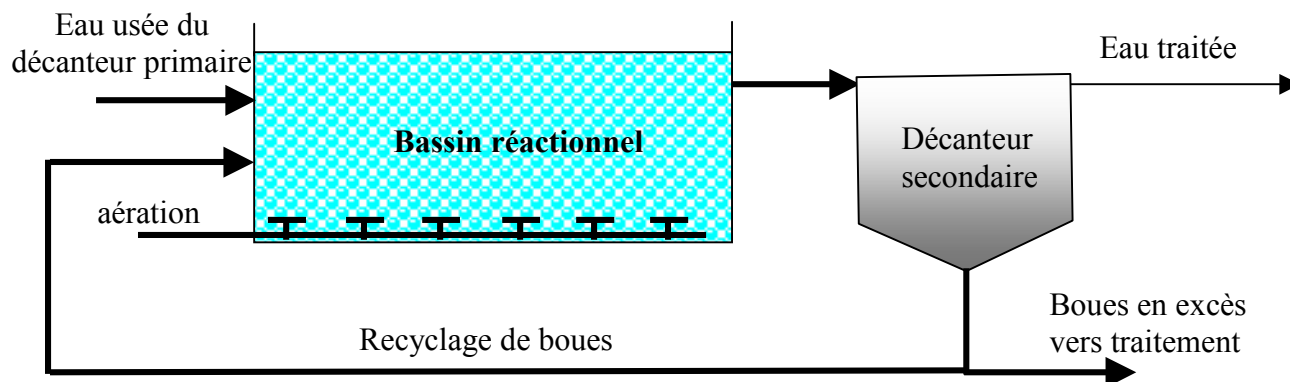 Eau usée du
décanteur primaire
Eau traitée
Bassin réactionnel
Décanteur
secondaire
aération
Boues en excès
vers traitement
Recyclage de boues